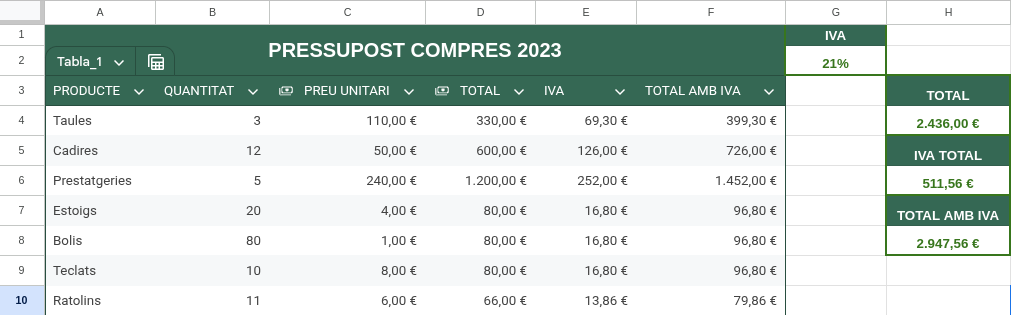 A B C D E F G H
1 PRESSUPOST COMPRES 2023 IVA
2 Tabla_1 21%
3 PRODUCTE QUANTITAT PREU UNITARI TOTAL IVA TOTAL AMB IVA TOTAL
4 Taules 3 110,00 € 330,00 € 69,30 € 399,30 € 2.436,00 €
5 Cadires 12 50,00 € 600,00 € 126,00 € 726,00 € IVA TOTAL
6 Prestatgeries 5 240,00 € 1.200,00 € 252,00 € 1.452,00 € 511,56 €
7 Estoigs 20 4,00 € 80,00 € 16,80 € 96,80 € TOTAL AMB IVA
8 Bolis 80 1,00 € 80,00 € 16,80 € 96,80 € 2.947,56 €
9 Teclats 10 8,00 € 80,00 € 16,80 € 96,80 €
10 Ratolins 11 6,00 € 66,00 € 13,86 € 79,86 €